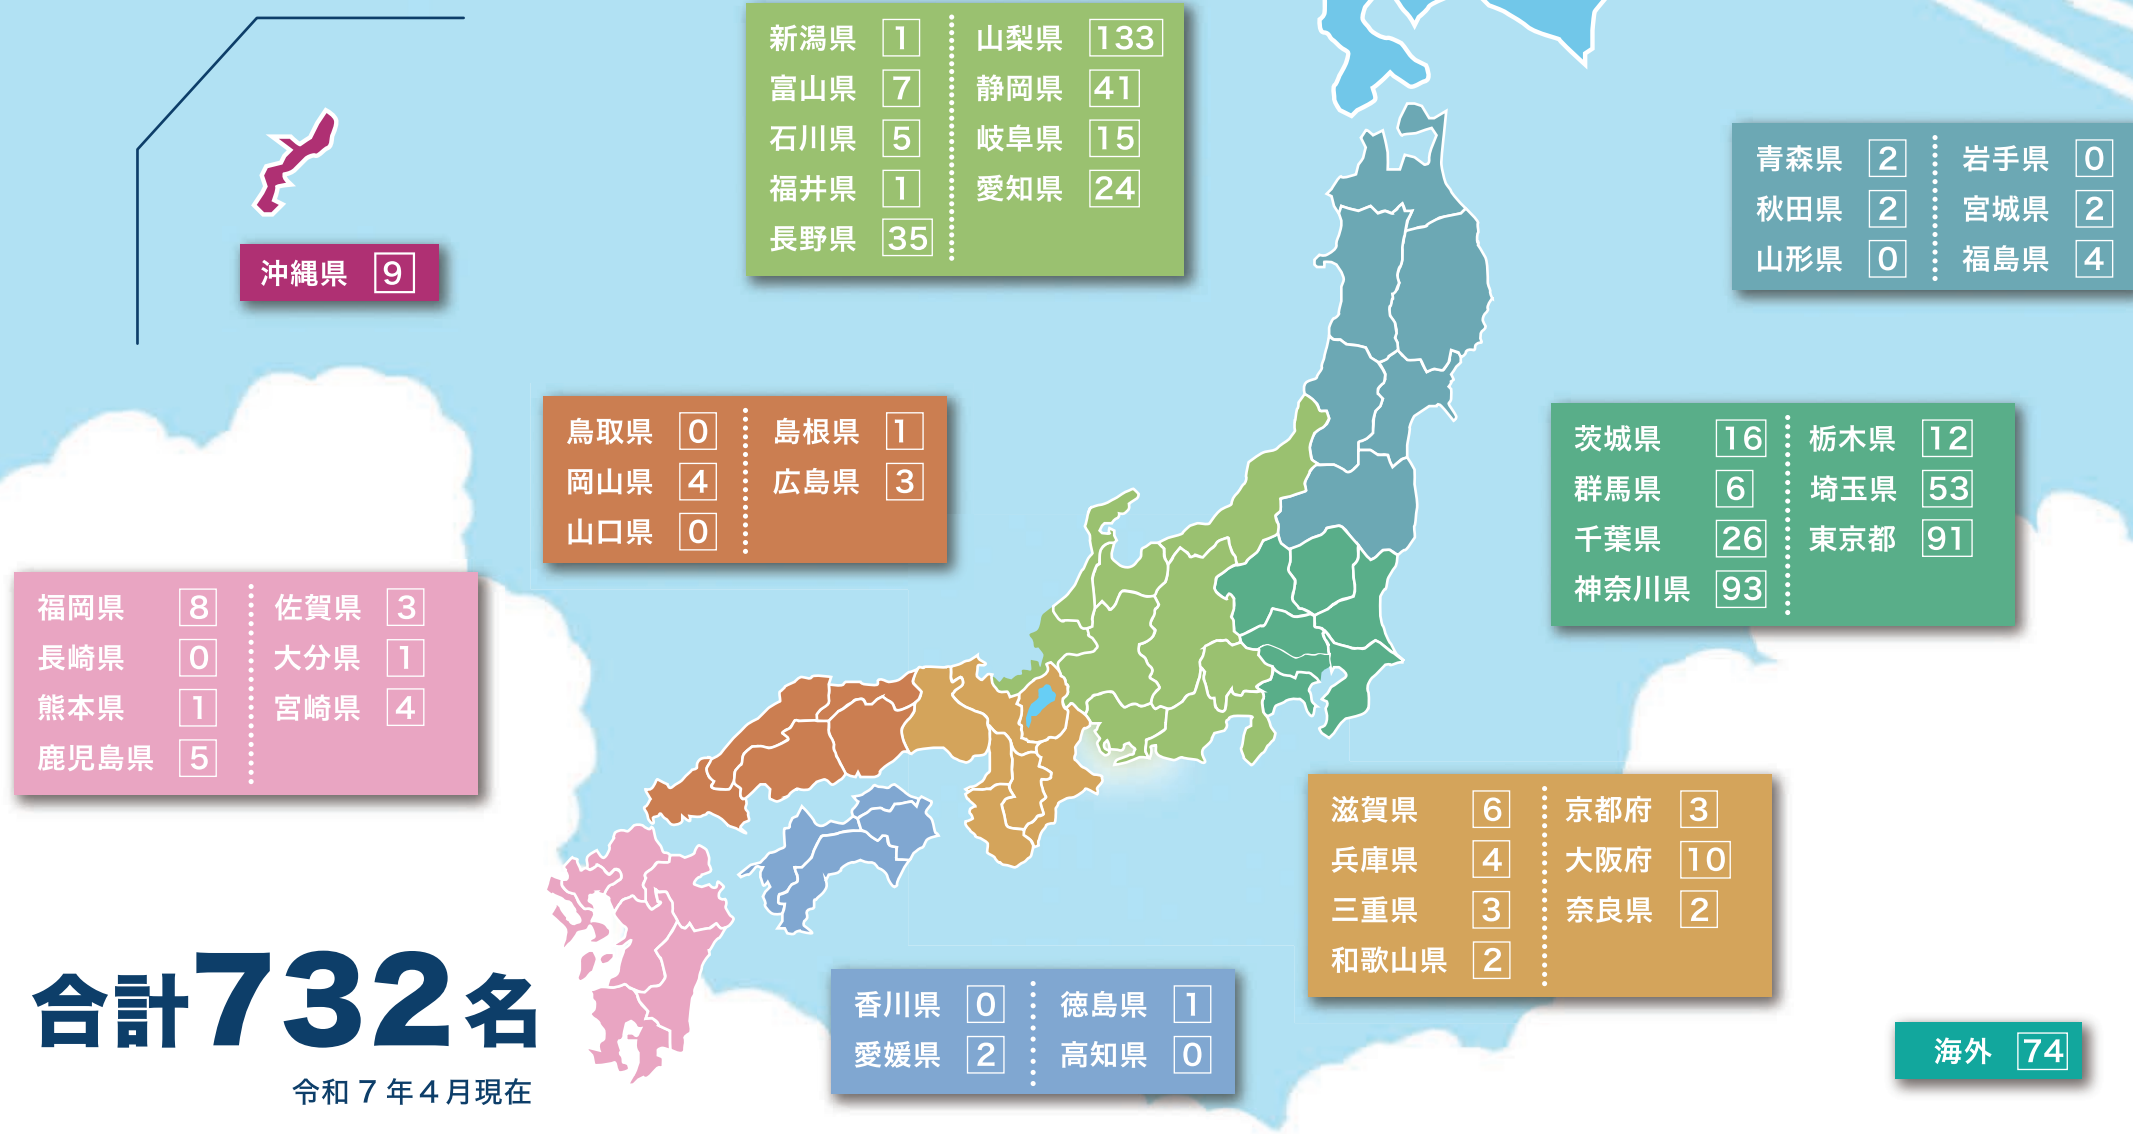 新潟県 1 山梨県 133
富山県 7 静岡県 41
石川県 5 岐阜県 15
福井県 1 愛知県 24
長野県 35
青森県 2 岩手県 0
秋田県 2 宮城県 2
山形県 0 福島県 4
沖縄県 9
鳥取県 0 島根県 1
岡山県 4 広島県 3
山口県 0
茨城県 16 栃木県 12
群馬県 6 埼玉県 53
千葉県 26 東京都 91
神奈川県 93
福岡県 8 佐賀県 3
長崎県 0 大分県 1
熊本県 1 宮崎県 4
鹿児島県 5
滋賀県 6 京都府 3
兵庫県 4 大阪府 10
三重県 3 奈良県 2
和歌山県 2
香川県 0 徳島県 1
愛媛県 2 高知県 0
海外 74
合計732名
令和7年4月現在